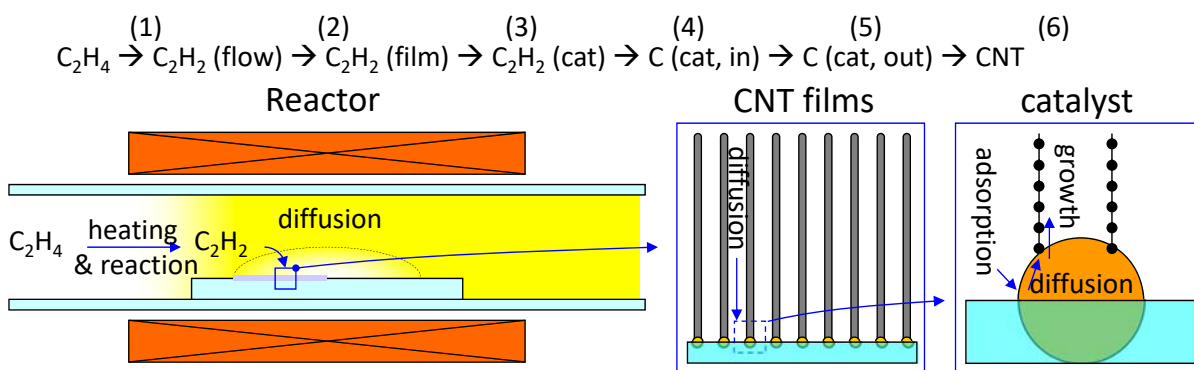 (1) (2) (3) (4) (5) (6)
C₂H₄ → C₂H₂ (flow) → C₂H₂ (film) → C₂H₂ (cat) → C (cat, in) → C (cat, out) → CNT
Reactor
CNT films
catalyst
C₂H₄
heating
& reaction
C₂H₂
diffusion
diffusion
adsorption
growth
diffusion